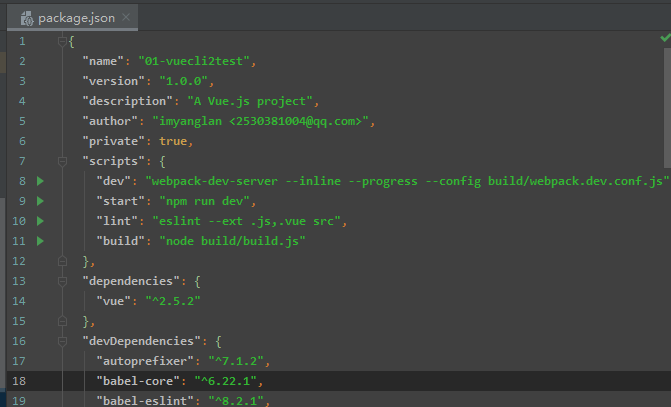 package.json
1 {
2 "name": "01-vuecli2test",
3 "version": "1.0.0",
4 "description": "A Vue.js project",
5 "author": "imyanglan <2530381004@qq.com>",
6 "private": true,
7 "scripts": {
8 "dev": "webpack-dev-server --inline --progress --config build/webpack.dev.conf.js"
9 "start": "npm run dev",
10 "lint": "eslint --ext .js,.vue src",
11 "build": "node build/build.js"
12 },
13 "dependencies": {
14 "vue": "^2.5.2"
15 },
16 "devDependencies": {
17 "autoprefixer": "^7.1.2",
18 "babel-core": "^6.22.1",
19 "babel-eslint": "^8.2.1",